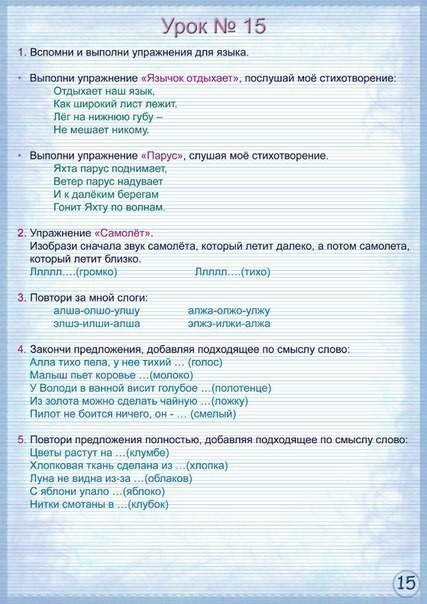 Урок № 15
1. Вспомни и выполни упражнения для языка.
• Выполни упражнение «Язычок отдыхает», послушай моё стихотворение:
Отдыхает наш язык,
Как широкий лист лежит.
Лёг на нижнюю губу –
Не мешает никому.
• Выполни упражнение «Парус», слушая моё стихотворение.
Яхта парус поднимает,
Ветер парус надувает
И к далёким берегам
Гонит Яхту по волнам.
2. Упражнение «Самолёт».
Изобрази сначала звук самолёта, который летит далеко, а потом самолета,
который летит близко.
Ллллл….(громко) Ллллл….(тихо)
3. Повтори за мной слоги:
алша-олшо-улшу алжа-олжо-улжу
элшэ-илши-алша элжэ-илжи-алжа
4. Закончи предложения, добавляя подходящее по смыслу слово:
Алла тихо пела, у нее тихий … (голос)
Малыш пьет коровье …(молоко)
У Володи в ванной висит голубое …(полотенце)
Из золота можно сделать чайную …(ложку)
Пилот не боится ничего, он - … (смелый)
5. Повтори предложения полностью, добавляя подходящее по смыслу слово:
Цветы растут на …(клумбе)
Хлопковая ткань сделана из …(хлопка)
Луна не видна из-за …(облаков)
С яблони упало …(яблоко)
Нитки смотаны в …(клубок)
15